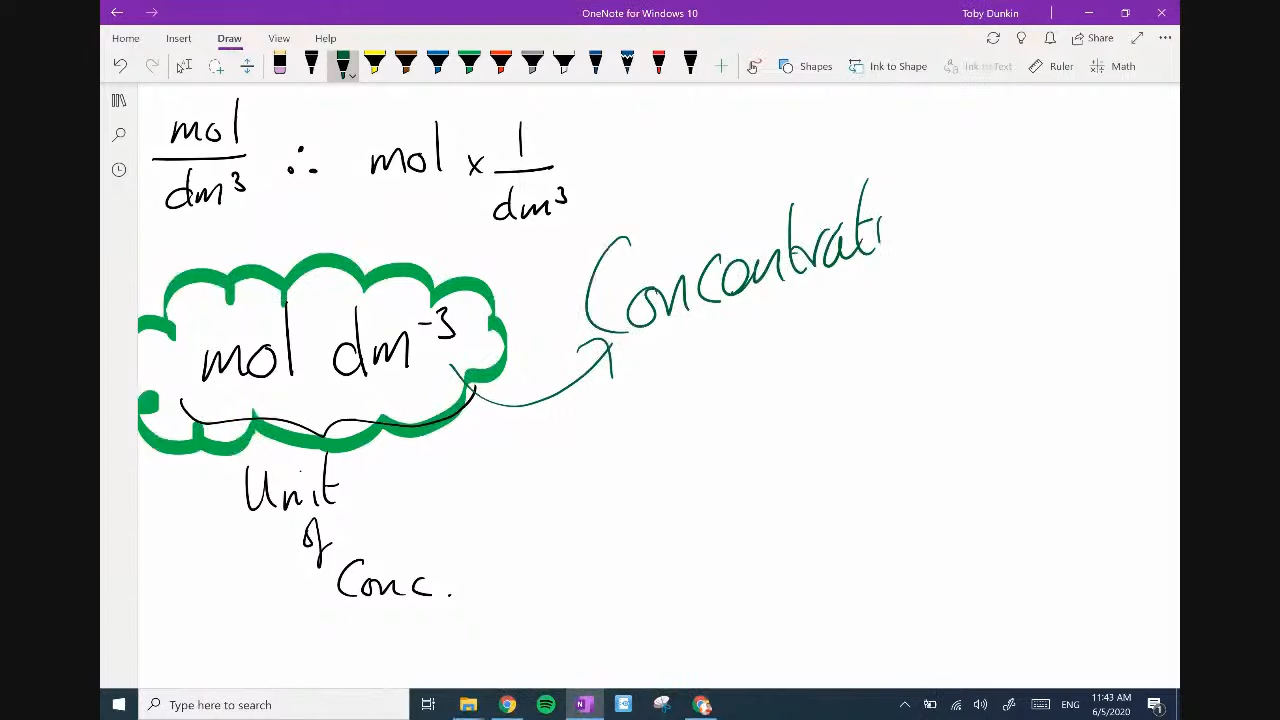 OneNote for Windows 10
Toby Dunkin
Home Insert Draw View Help
Share
Shapes
Ink to Shape
Ink to Text
Ruler
Math
mol
dm³
∴ mol × 1
dm³
Concentrati
mol dm⁻³
Unit
of
Conc.
Type here to search
ENG
11:43 AM
6/5/2020
1